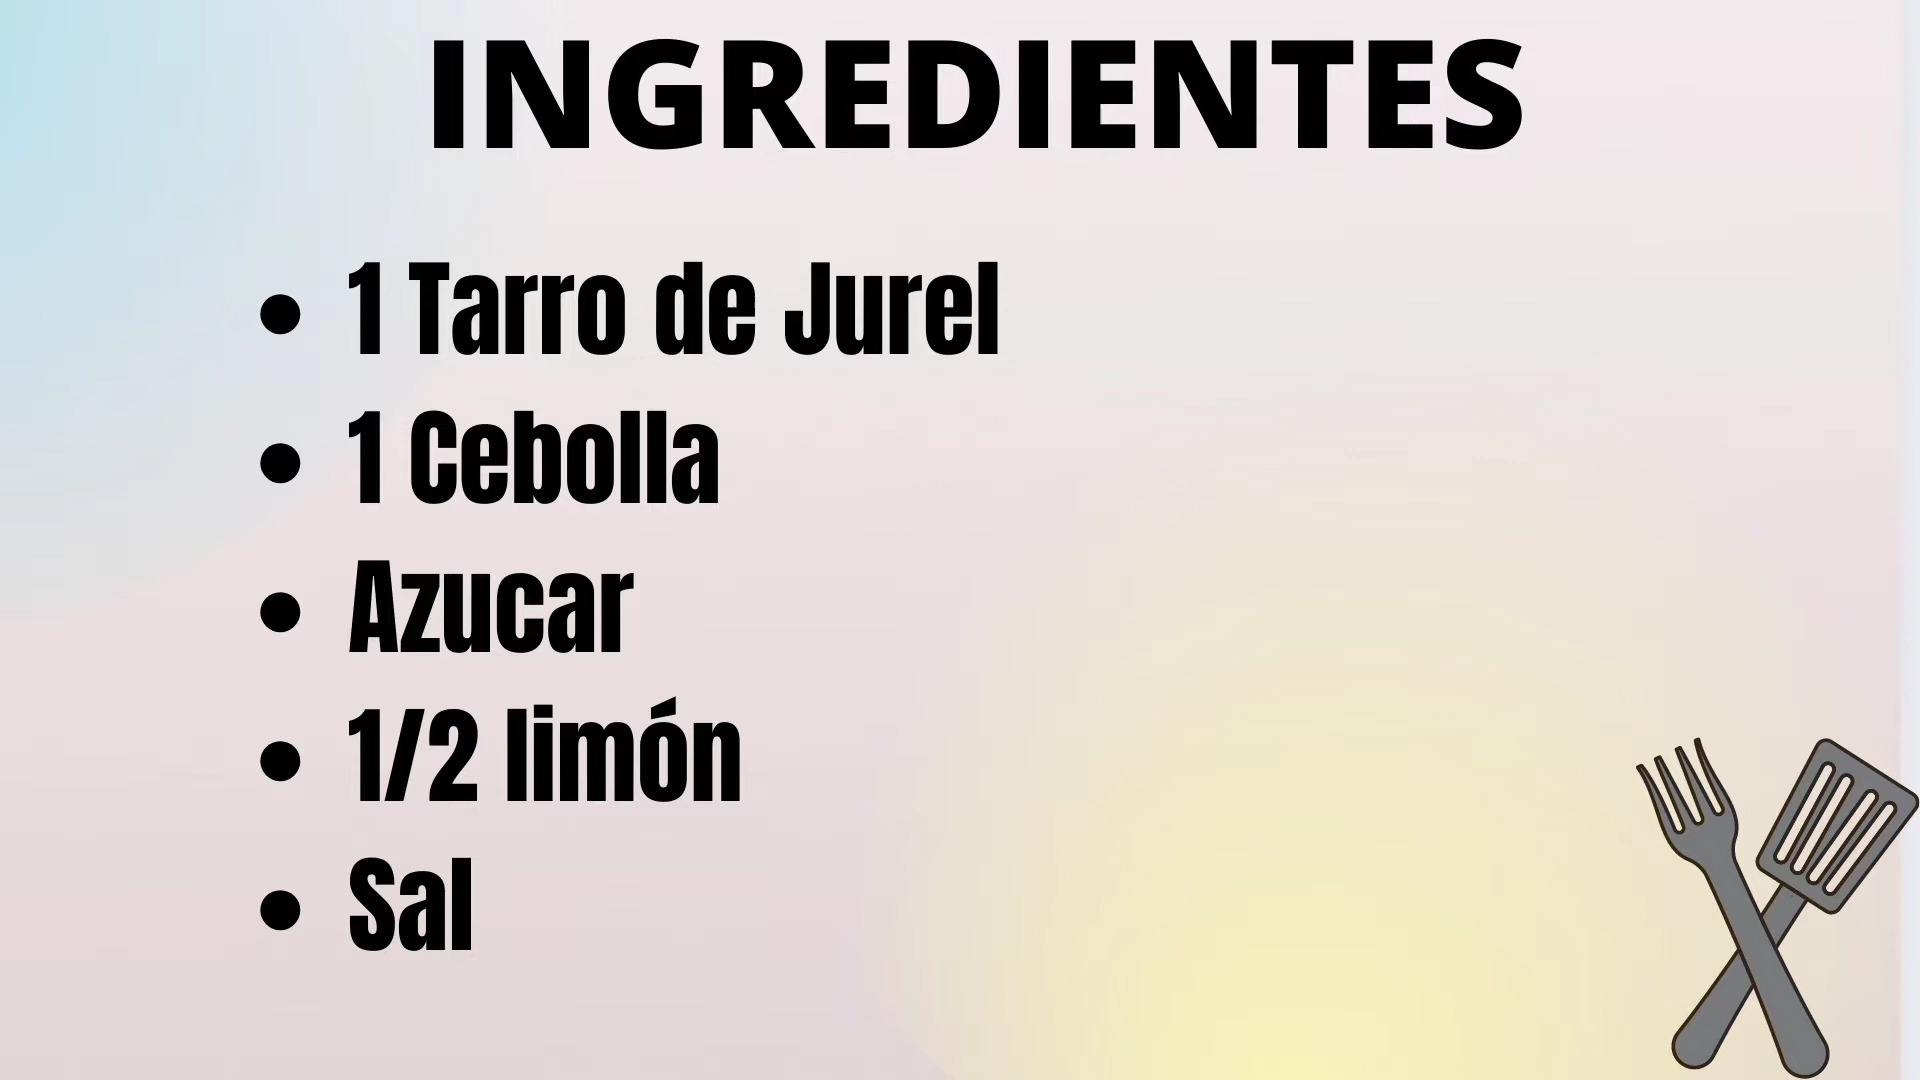 INGREDIENTES
• 1 Tarro de Jurel
• 1 Cebolla
• Azucar
• 1/2 limón
• Sal